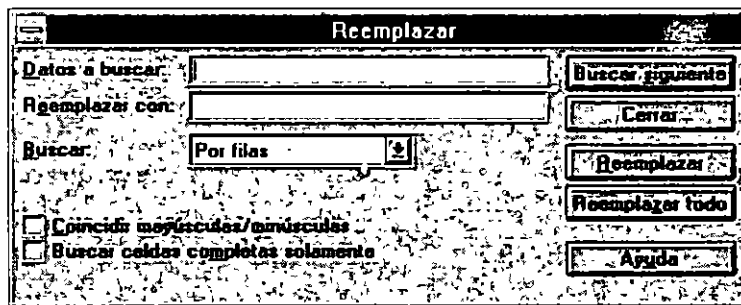 Reemplazar
Datos a buscar:
Buscar siguiente
Reemplazar con:
Cerrar
Buscar:
Por filas
Reemplazar
Reemplazar todo
Coincidir mayúsculas/minúsculas
Buscar celdas completas solamente
Ayuda